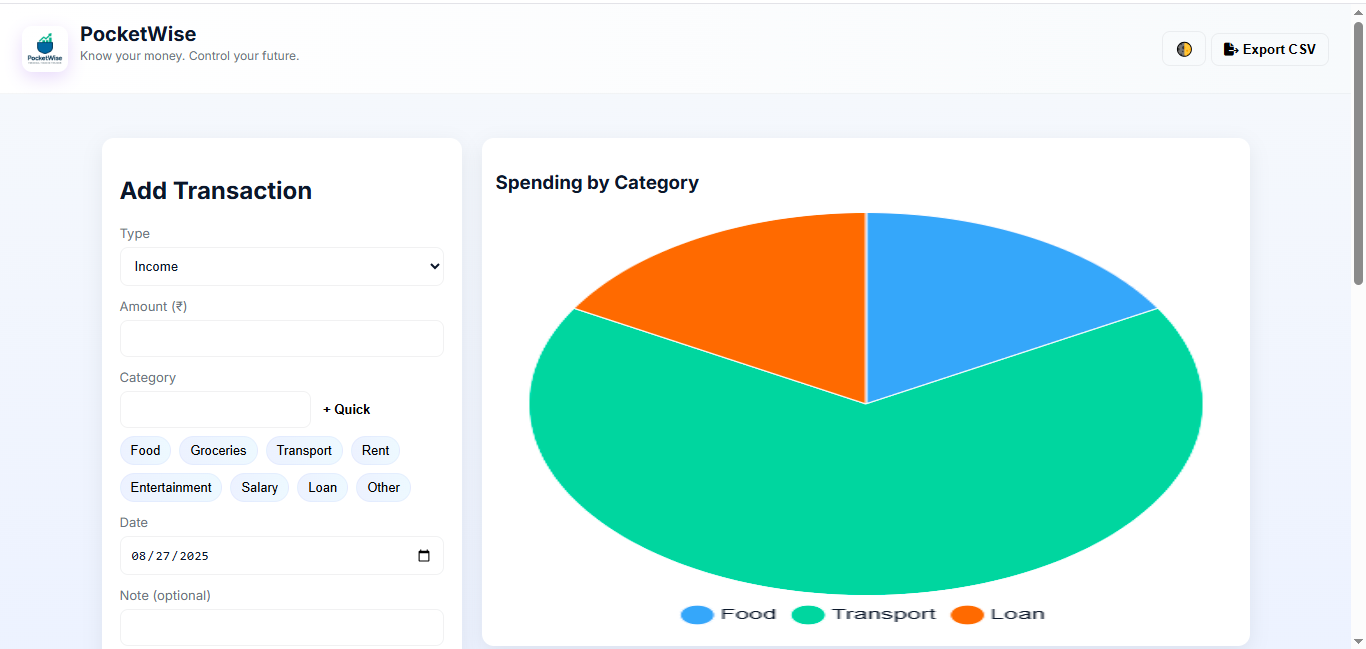 PocketWise
Know your money. Control your future.
PocketWise
Export CSV
Add Transaction
Type
Income
Amount (₹)
Category
+ Quick
Food Groceries Transport Rent
Entertainment Salary Loan Other
Date
08/27/2025
Note (optional)
Spending by Category
Food Transport Loan